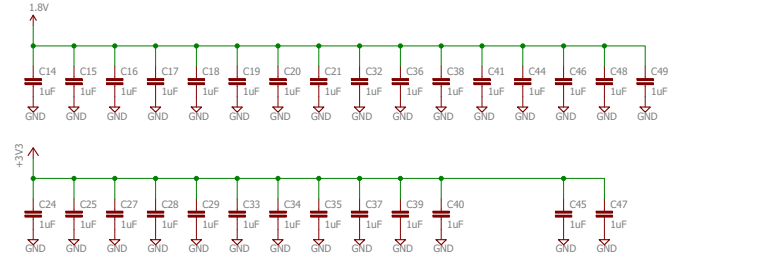 1.8V
C14 C15 C16 C17 C18 C19 C20 C21 C32 C36 C38 C41 C44 C46 C48 C49
1uF 1uF 1uF 1uF 1uF 1uF 1uF 1uF 1uF 1uF 1uF 1uF 1uF 1uF 1uF 1uF
GND GND GND GND GND GND GND GND GND GND GND GND GND GND GND GND
+3V3
C24 C25 C27 C28 C29 C33 C34 C35 C37 C39 C40 C45 C47
1uF 1uF 1uF 1uF 1uF 1uF 1uF 1uF 1uF 1uF 1uF 1uF 1uF
GND GND GND GND GND GND GND GND GND GND GND GND GND